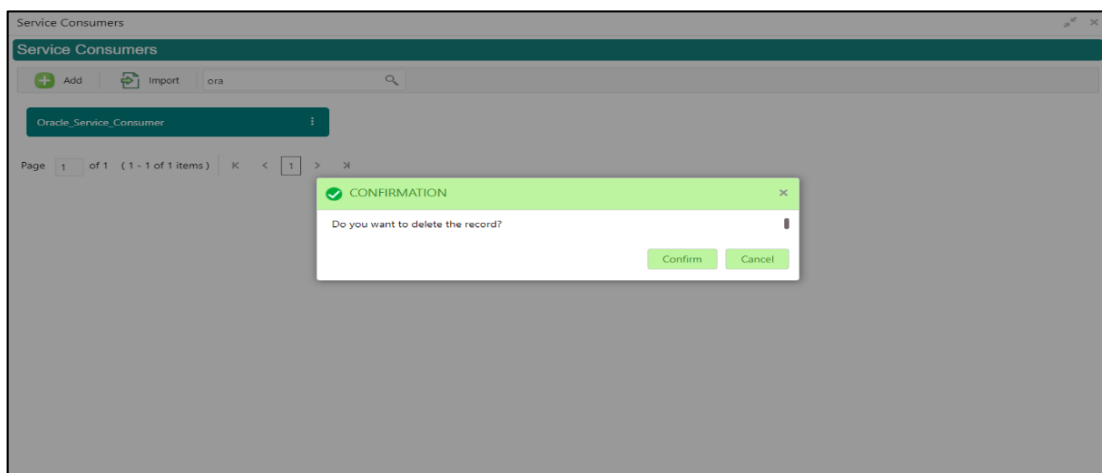 Service Consumers
Service Consumers
Add Import ora
Oracle_Service_Consumer
Page 1 of 1 ( 1 - 1 of 1 items ) K < 1 > Ꞁ
CONFIRMATION
Do you want to delete the record?
Confirm Cancel